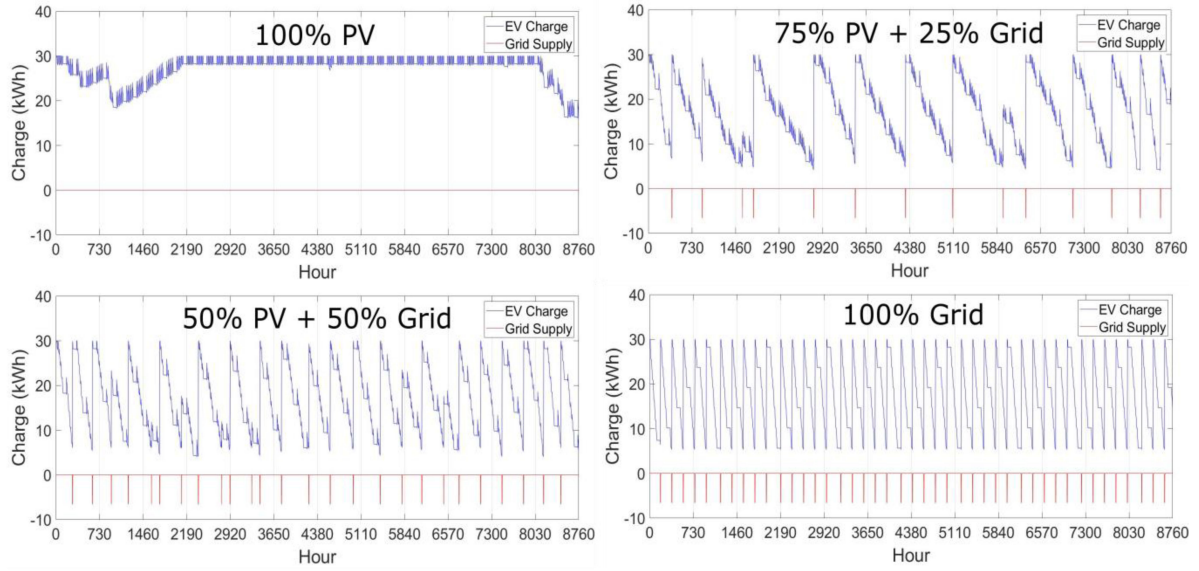 100% PV
EV Charge
Grid Supply
Charge (kWh)
40
30
20
10
0
-10
0 730 1460 2190 2920 3650 4380 5110 5840 6570 7300 8030 8760
Hour
75% PV + 25% Grid
EV Charge
Grid Supply
Charge (kWh)
40
30
20
10
0
-10
0 730 1460 2190 2920 3650 4380 5110 5840 6570 7300 8030 8760
Hour
50% PV + 50% Grid
EV Charge
Grid Supply
Charge (kWh)
40
30
20
10
0
-10
0 730 1460 2190 2920 3650 4380 5110 5840 6570 7300 8030 8760
Hour
100% Grid
EV Charge
Grid Supply
Charge (kWh)
40
30
20
10
0
-10
0 730 1460 2190 2920 3650 4380 5110 5840 6570 7300 8030 8760
Hour